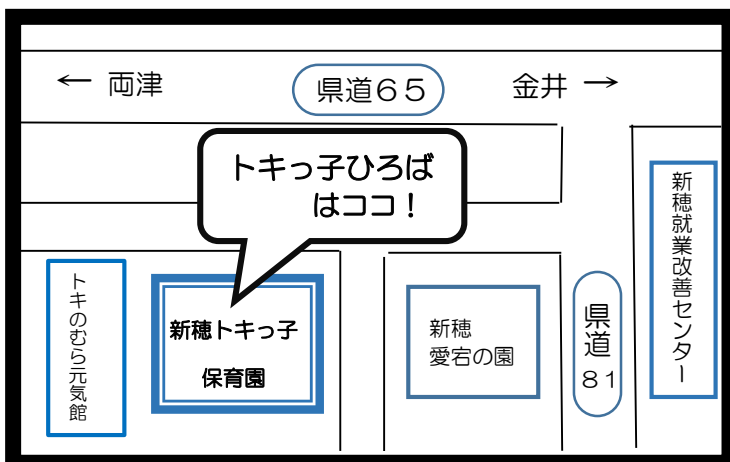 ← 両津
県道65
金井 →
トキっ子ひろば
はココ！
トキのむら元気館
新穂トキっ子
保育園
新穂
愛宕の園
県道
81
新穂就業改善センター